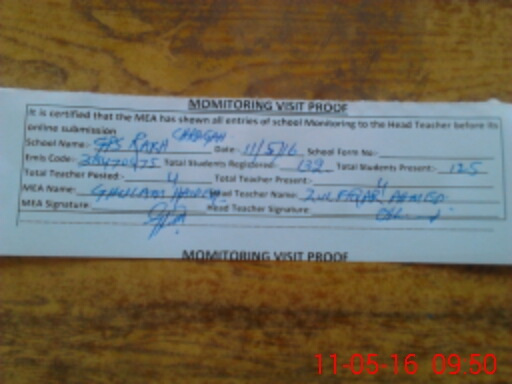 MOMITORING VISIT PROOF
It is certified that the MEA has shewn all entries of school Monitoring to the Head Teacher before its
online submission
School Name:- GPS RAKH CHARGAH Date:- 11/5/16 School Form No:-
Emis Code:- Total Students Registered:- 132 Total Students Present:- 125
Total Teacher Posted:- 4 Total Teacher Present:- 4
MEA Name:- GHULAM HAIDER Head Teacher Name:- ZULFIQAR AHMED
MEA Signature: Head Teacher Signature:
MOMITORING VISIT PROOF
11-05-16 09:50